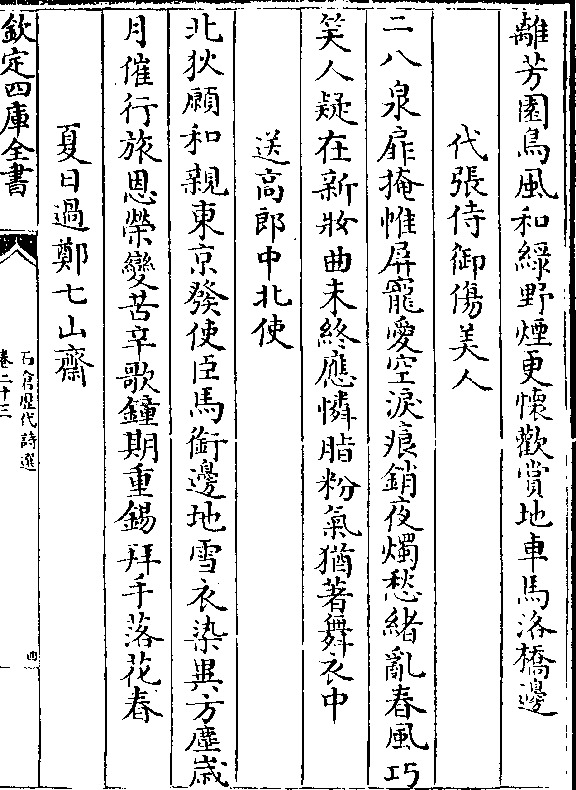 離芳園鳥風和綠野煙更懷歡賞地車馬洛橋邊
代張侍御傷美人
二八泉扉掩帷屏寵愛空淚痕銷夜燭愁緒亂春風巧
笑人疑在新妝曲未終應憐脂粉氣猶著舞衣中
送高郎中北使
北狄願和親東京發使臣馬銜邊地雪衣染異方塵歲
月催行旅恩榮變苦辛歌鐘期重錫拜手落花春
夏日過鄭七山齋
欽定四庫全書
石倉歷代詩選
卷二十三
四